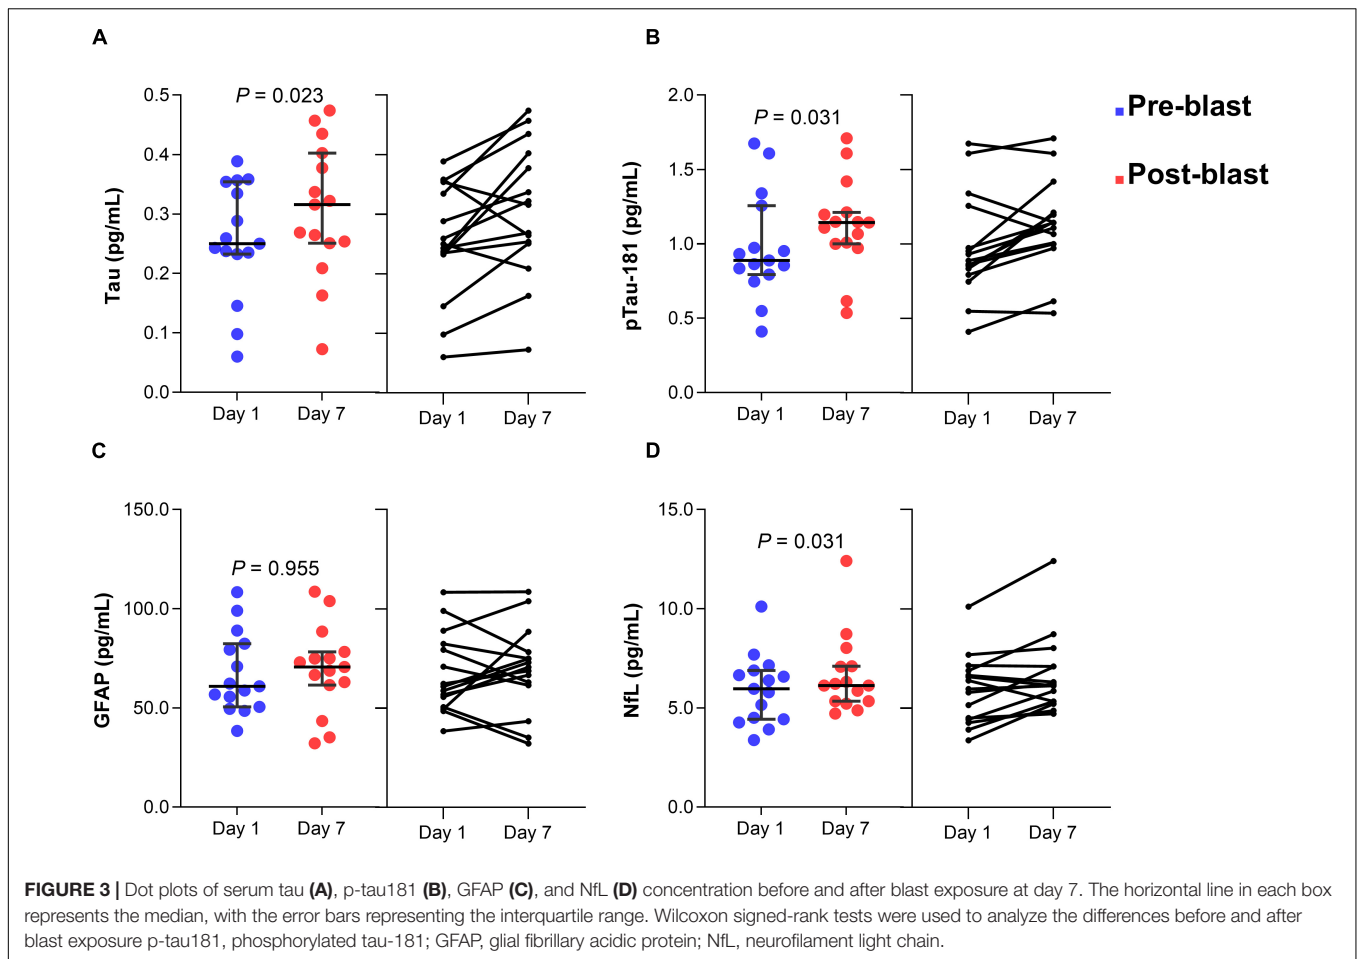 A
B
P = 0.023
P = 0.031
Pre-blast
Post-blast
Tau (pg/mL)
0.5
0.4
0.3
0.2
0.1
0.0
Day 1
Day 7
Day 1
Day 7
pTau-181 (pg/mL)
2.0
1.5
1.0
0.5
0.0
Day 1
Day 7
Day 1
Day 7
C
D
P = 0.955
P = 0.031
GFAP (pg/mL)
150.0
100.0
50.0
0.0
Day 1
Day 7
Day 1
Day 7
NfL (pg/mL)
15.0
10.0
5.0
0.0
Day 1
Day 7
Day 1
Day 7
FIGURE 3 | Dot plots of serum tau (A), p-tau181 (B), GFAP (C), and NfL (D) concentration before and after blast exposure at day 7. The horizontal line in each box
represents the median, with the error bars representing the interquartile range. Wilcoxon signed-rank tests were used to analyze the differences before and after
blast exposure p-tau181, phosphorylated tau-181; GFAP, glial fibrillary acidic protein; NfL, neurofilament light chain.